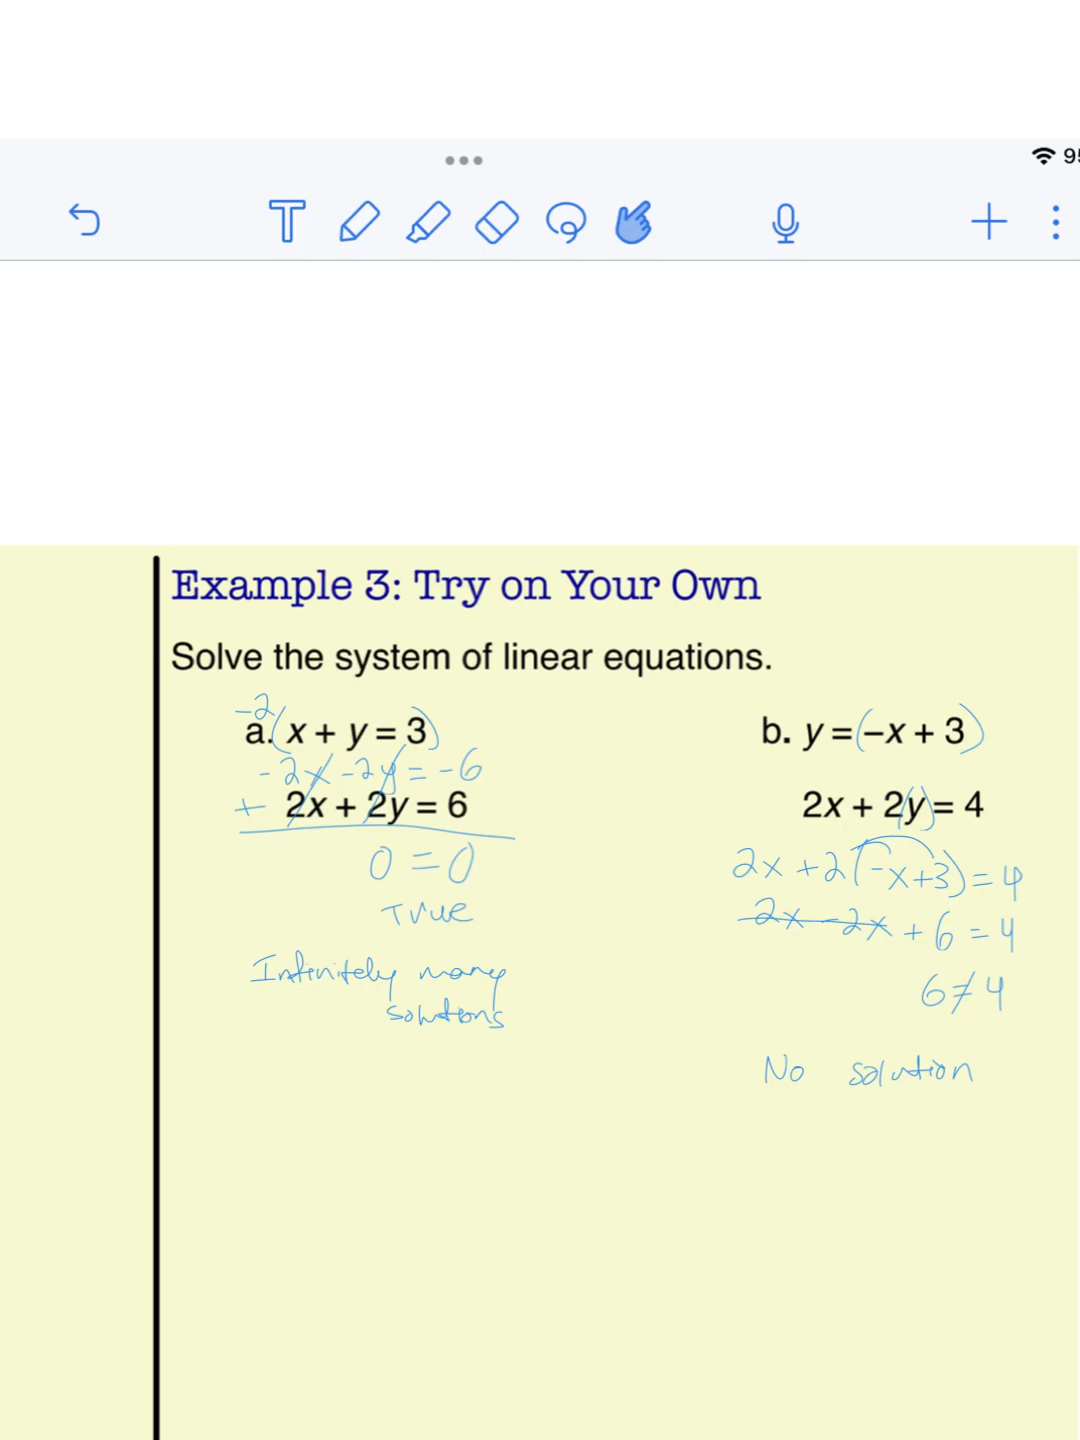 95
Example 3: Try on Your Own
Solve the system of linear equations.
-2
a. (x + y = 3)
-2x -2y = -6
+ 2x + 2y = 6
0 = 0
True
Infinitely many
solutions
b. y = (–x + 3)
2x + 2(y) = 4
2x + 2(-x+3) = 4
2x - 2x + 6 = 4
6 ≠ 4
No solution